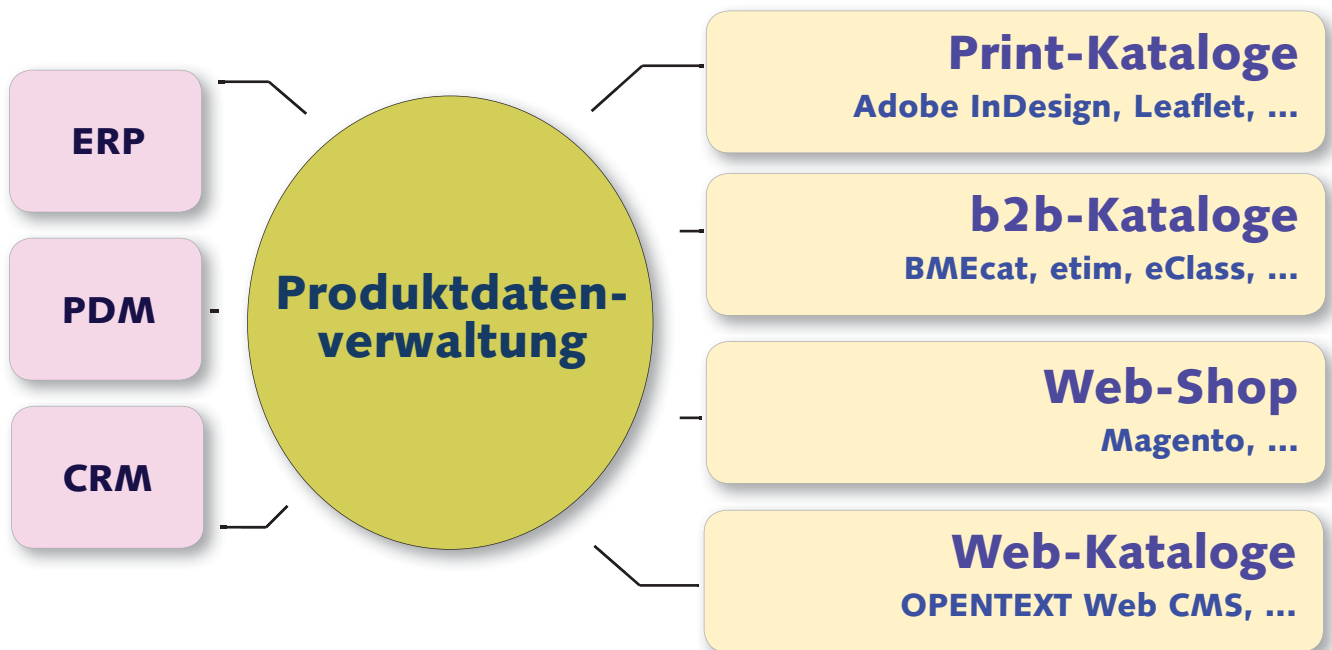 ERP
PDM
CRM
Produktdaten-
verwaltung
Print-Kataloge
Adobe InDesign, Leaflet, ...
b2b-Kataloge
BMEcat, etim, eClass, ...
Web-Shop
Magento, ...
Web-Kataloge
OPENTEXT Web CMS, ...